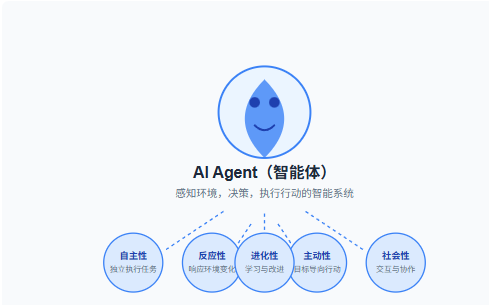 AI Agent（智能体）
感知环境，决策，执行行动的智能系统
自主性
独立执行任务
反应性
响应环境变化
进化性
学习与改进
主动性
目标导向行动
社会性
交互与协作